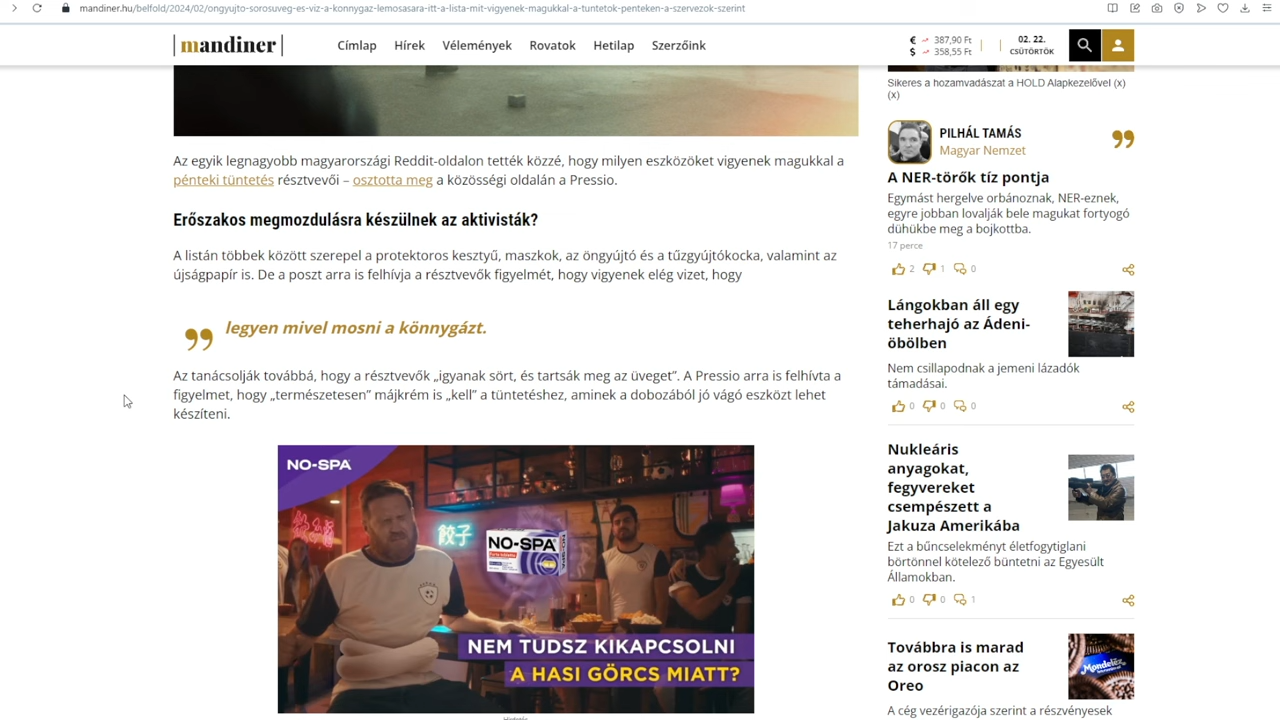 mandiner.hu/belfold/2024/02/ongyujto-sorosuveg-es-viz-a-konnygaz-lemosasara-itt-a-lista-mit-vigyenek-magukkal-a-tuntetok-penteken-a-szervezok-szerint
mandiner
Címlap
Hírek
Vélemények
Rovatok
Hetilap
Szerzőink
€ 387,90 Ft
$ 358,55 Ft
02. 22.
CSÜTÖRTÖK
Az egyik legnagyobb magyarországi Reddit-oldalon tették közzé, hogy milyen eszközöket vigyenek magukkal a
pénteki tüntetés résztvevői – osztotta meg a közösségi oldalán a Pressio.
Erőszakos megmozdulásra készülnek az aktivisták?
A listán többek között szerepel a protektoros kesztyű, maszkok, az öngyújtó és a tűzgyújtókocka, valamint az
újságpapír is. De a poszt arra is felhívja a résztvevők figyelmét, hogy vigyenek elég vizet, hogy
legyen mivel mosni a könnygázt.
Az tanácsolják továbbá, hogy a résztvevők „igyanak sört, és tartsák meg az üveget”. A Pressio arra is felhívta a
figyelmet, hogy „természetesen” májkrém is „kell” a tüntetéshez, aminek a dobozából jó vágó eszközt lehet
készíteni.
NO-SPA
餃子
NO-SPA
NEM TUDSZ KIKAPCSOLNI
A HASI GÖRCS MIATT?
Hirdetés
Sikeres a hozamvadászat a HOLD Alapkezelővel (x)
(x)
PILHÁL TAMÁS
Magyar Nemzet
A NER-törők tíz pontja
Egymást hergelve orbánoznak, NER-eznek,
egyre jobban lovalják bele magukat fortyogó
dühükbe meg a bojkottba.
17 perce
2 1 0
Lángokban áll egy
teherhajó az Ádeni-
öbölben
Nem csillapodnak a jemeni lázadók
támadásai.
0 0 0
Nukleáris
anyagokat,
fegyvereket
csempészett a
Jakuza Amerikába
Ezt a bűncselekményt életfogytiglani
börtönnel kötelező büntetni az Egyesült
Államokban.
0 0 1
Továbbra is marad
az orosz piacon az
Oreo
Mondelēz
A cég vezérigazója szerint a részvényesek